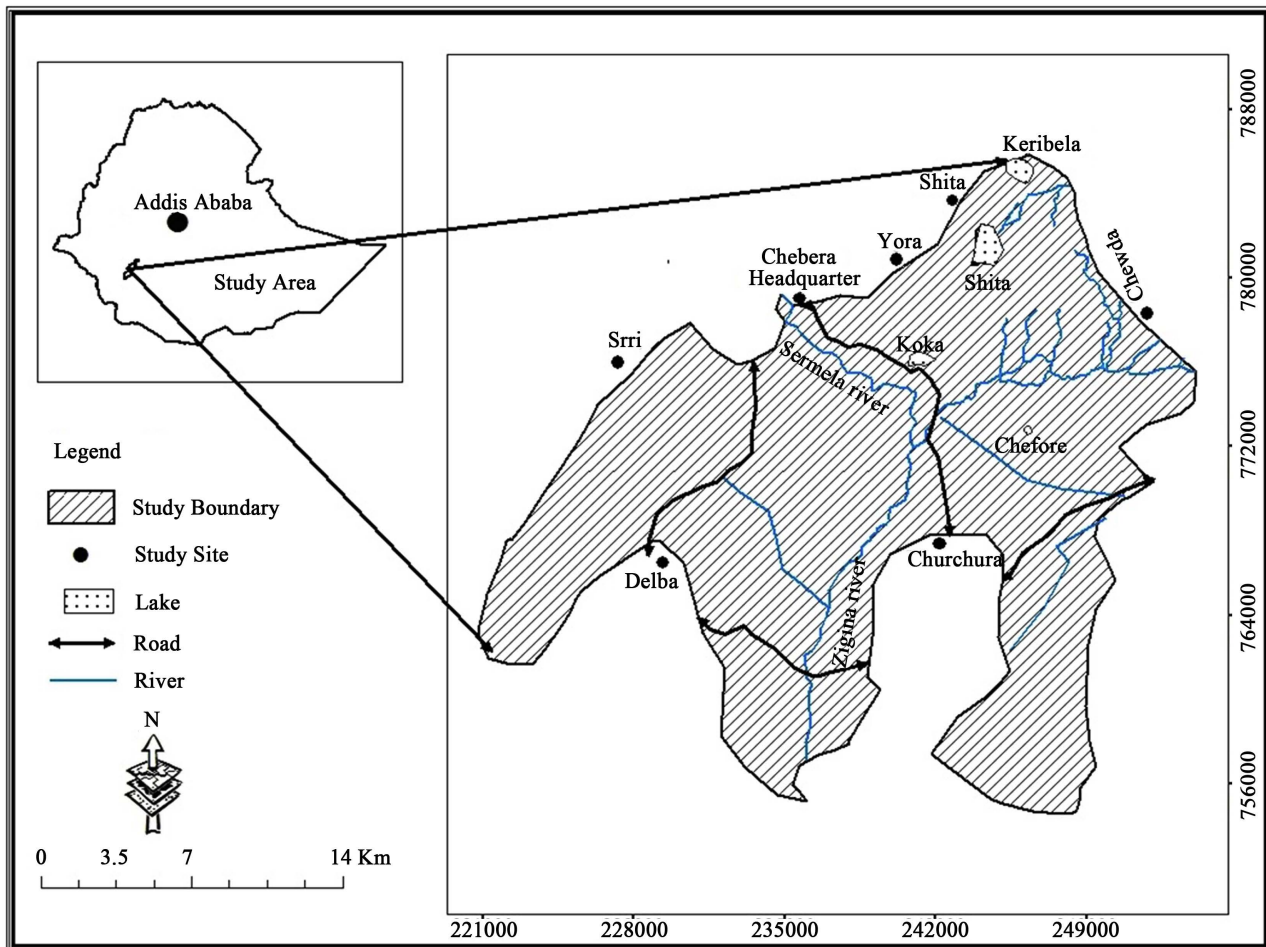 Addis Ababa
Study Area
Keribela
Shita
Yora
Chebera
Headquarter
Shita
Chewda
Srri
Koka
Sermela river
Chefore
Delba
Churchura
Zigina river
Legend
Study Boundary
Study Site
Lake
Road
River
N
0 3.5 7 14 Km
788000
780000
772000
764000
756000
221000 228000 235000 242000 249000